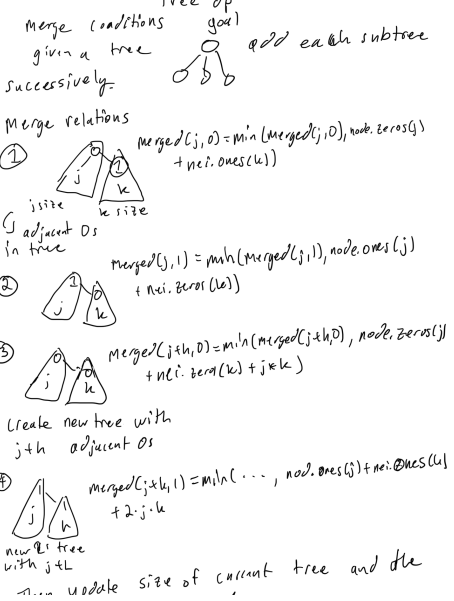 Tree Dp
Merge conditions goal
given a tree add each subtree
successively.
Merge relations
1 merged(j,0) = min(merged(j,0), node.zeros(j)
+ nei.ones(k))
0 1
j k
j size k size
j adjacent 0s
in tree
2 merged(j,1) = min(merged(j,1), node.ones(j)
+ nei.zeros(k))
1 0
j k
3 merged(j+k,0) = min(merged(j+k,0), node.zeros(j)
+ nei.zero(k) + j*k)
0 0
j k
Create new tree with
j+k adjacent 0s
4 merged(j+k,1) = min(..., nod.ones(j) + nei.ones(k)
+ 2·j·k
1 1
j k
new tree
with j+k
Then update size of current tree and the